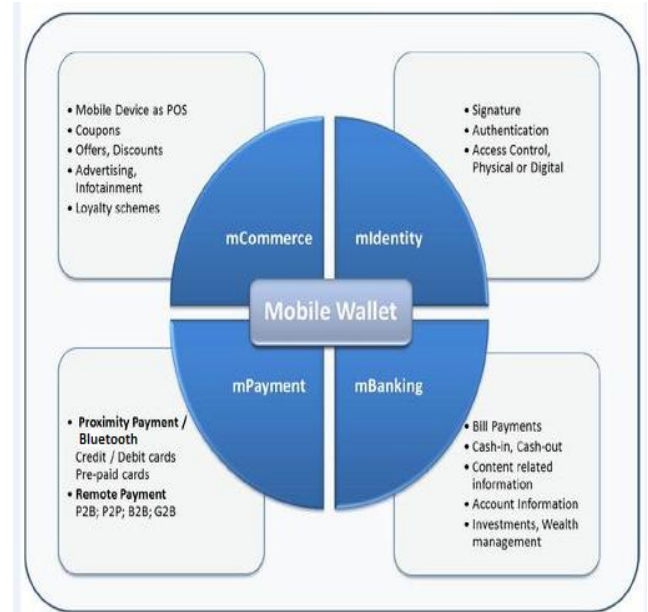 • Mobile Device as POS
• Coupons
• Offers, Discounts
• Advertising,
Infotainment
• Loyalty schemes
• Signature
• Authentication
• Access Control,
Physical or Digital
mCommerce
mIdentity
Mobile Wallet
mPayment
mBanking
• Proximity Payment /
Bluetooth
Credit / Debit cards
Pre-paid cards
• Remote Payment
P2B; P2P; B2B; G2B
• Bill Payments
• Cash-in, Cash-out
• Content related
information
• Account Information
• Investments, Wealth
management